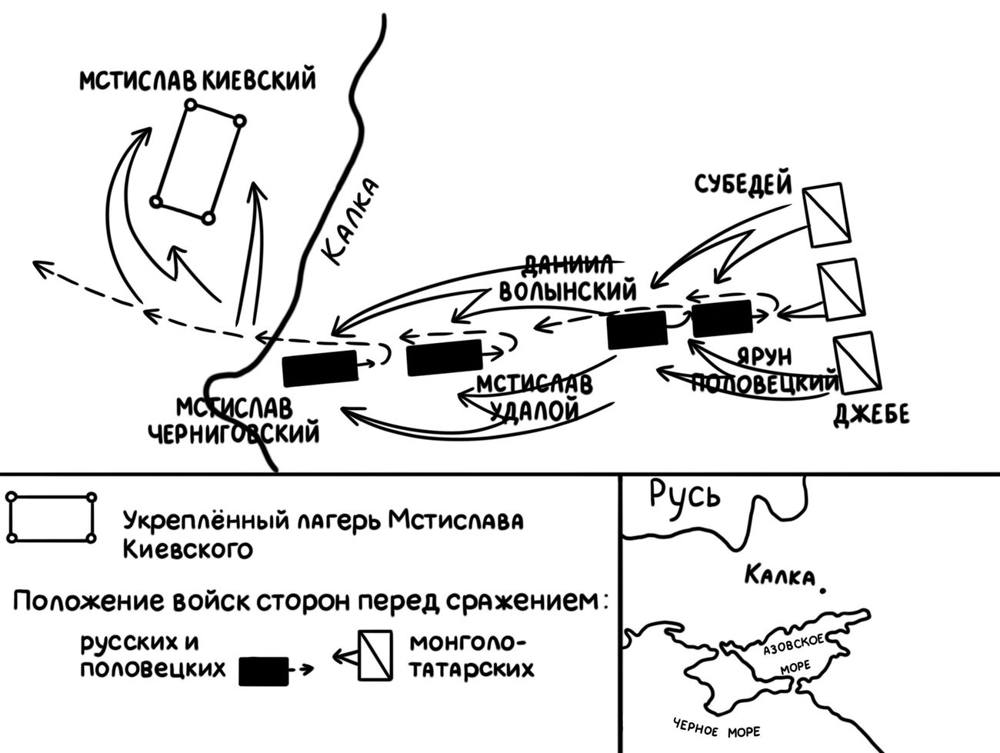 МСТИСЛАВ КИЕВСКИЙ
КАЛКА
СУБЕДЕЙ
ДАНИИЛ
ВОЛЫНСКИЙ
ЯРУН
ПОЛОВЕЦКИЙ
ДЖЕБЕ
МСТИСЛАВ
УДАЛОЙ
МСТИСЛАВ
ЧЕРНИГОВСКИЙ
Укреплённый лагерь Мстислава
Киевского
Положение войск сторон перед сражением:
русских и
половецких
монголо-
татарских
Русь
Калка
АЗОВСКОЕ
МОРЕ
ЧЕРНОЕ МОРЕ